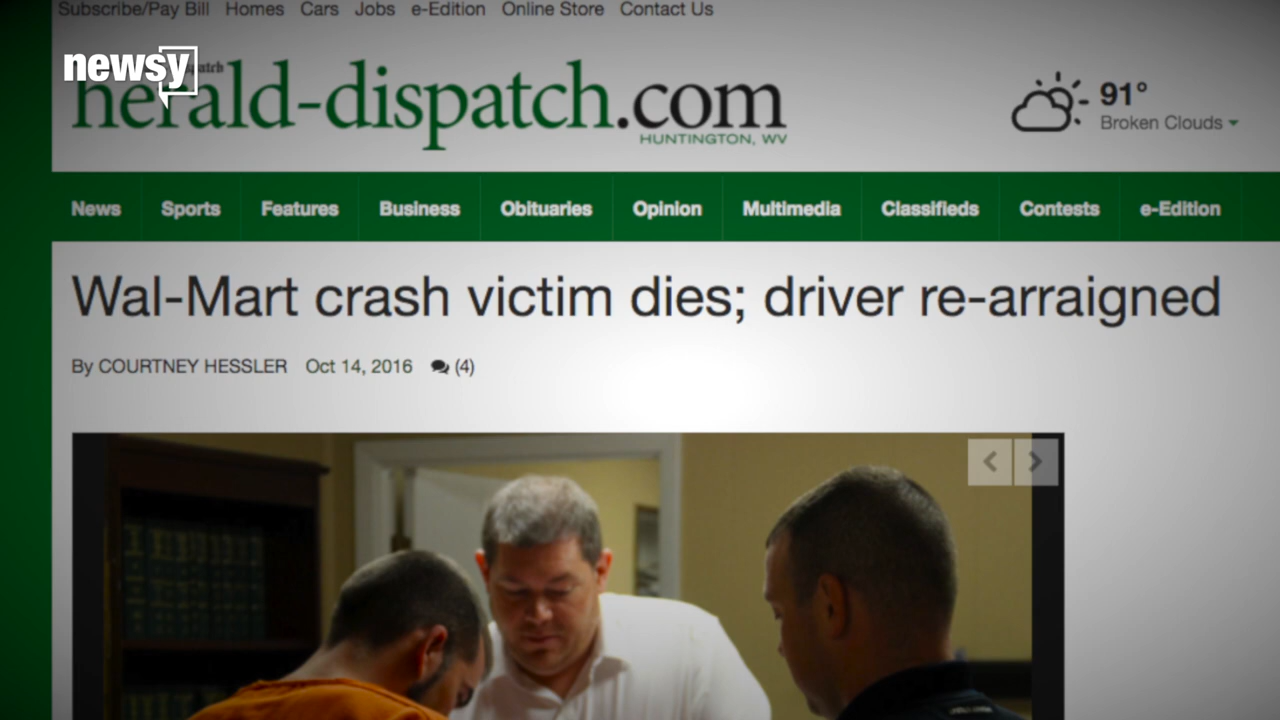 Subscribe/Pay Bill Homes Cars Jobs e-Edition Online Store Contact Us
newsy
herald-dispatch.com
HUNTINGTON, WV
91°
Broken Clouds
News Sports Features Business Obituaries Opinion Multimedia Classifieds Contests e-Edition
Wal-Mart crash victim dies; driver re-arraigned
By COURTNEY HESSLER Oct 14, 2016 (4)